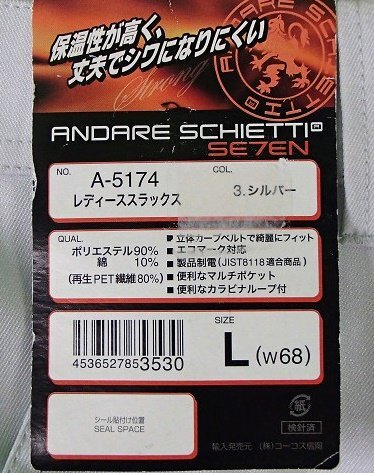 保温性が高く、
丈夫でシワになりにくい
Strong
ANDARE SCHIETTI®
SE7EN
NO. COL.
A-5174 3.シルバー
レディーススラックス
QUAL.
ポリエステル90%
綿 10%
(再生PET繊維80%)
■立体カーブベルトで綺麗にフィット
■エコマーク対応
■製品制電(JIST8118適合商品)
■便利なマルチポケット
■便利なカラビナループ付
SIZE
L(W68)
4536527853530
シール貼付け位置
SEAL SPACE
紙
検針済
輸入発売元 (株)コーコス信岡